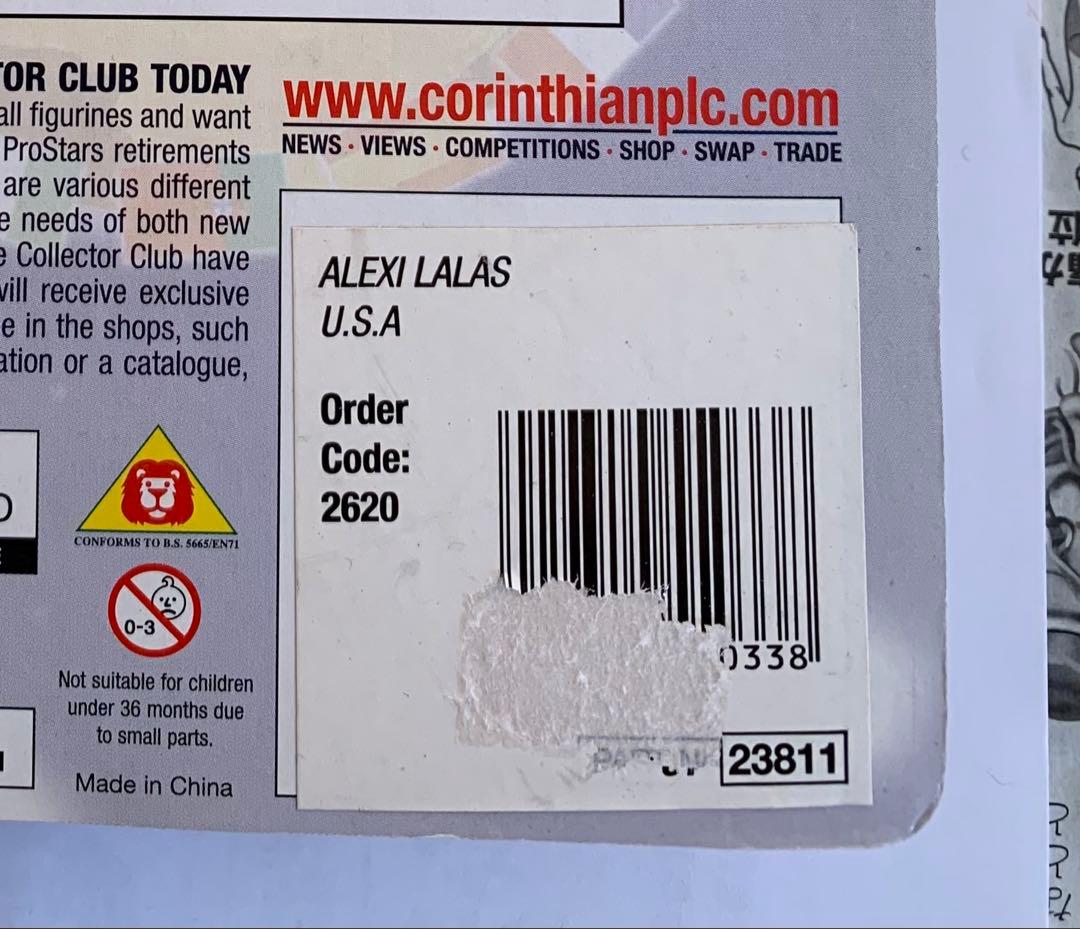 OR CLUB TODAY
all figurines and want
ProStars retirements
are various different
e needs of both new
Collector Club have
will receive exclusive
e in the shops, such
ation or a catalogue,
www.corinthianplc.com
NEWS · VIEWS · COMPETITIONS · SHOP · SWAP · TRADE
ALEXI LALAS
U.S.A
Order
Code:
2620
0338
23811
CONFORMS TO B.S. 5665/EN71
0-3
Not suitable for children
under 36 months due
to small parts.
Made in China